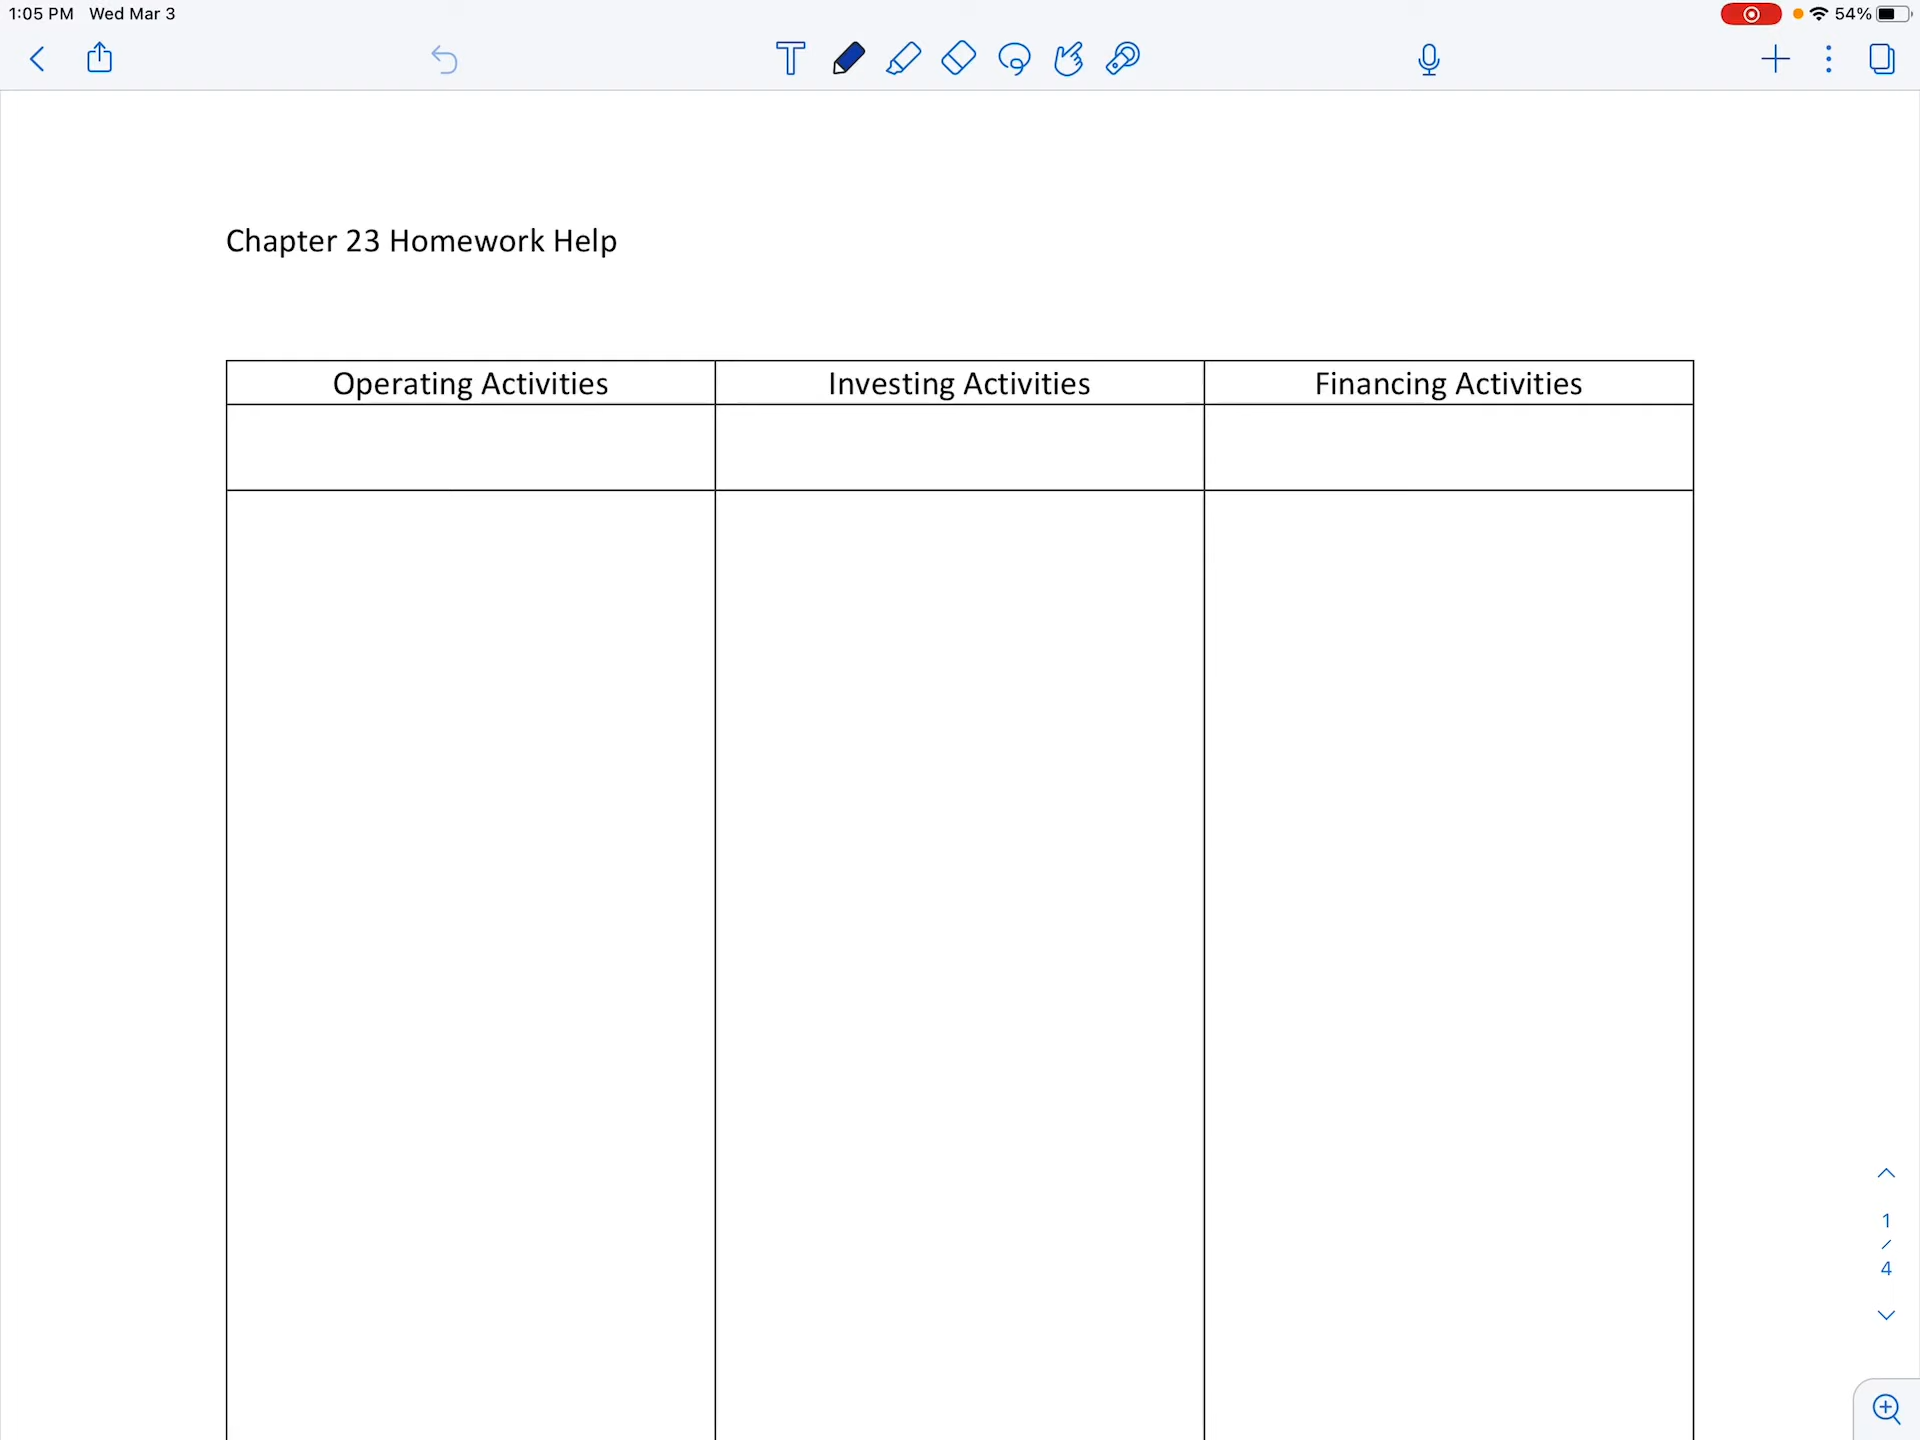 1:05 PM Wed Mar 3
54%
Chapter 23 Homework Help
Operating Activities Investing Activities Financing Activities
1
/
4